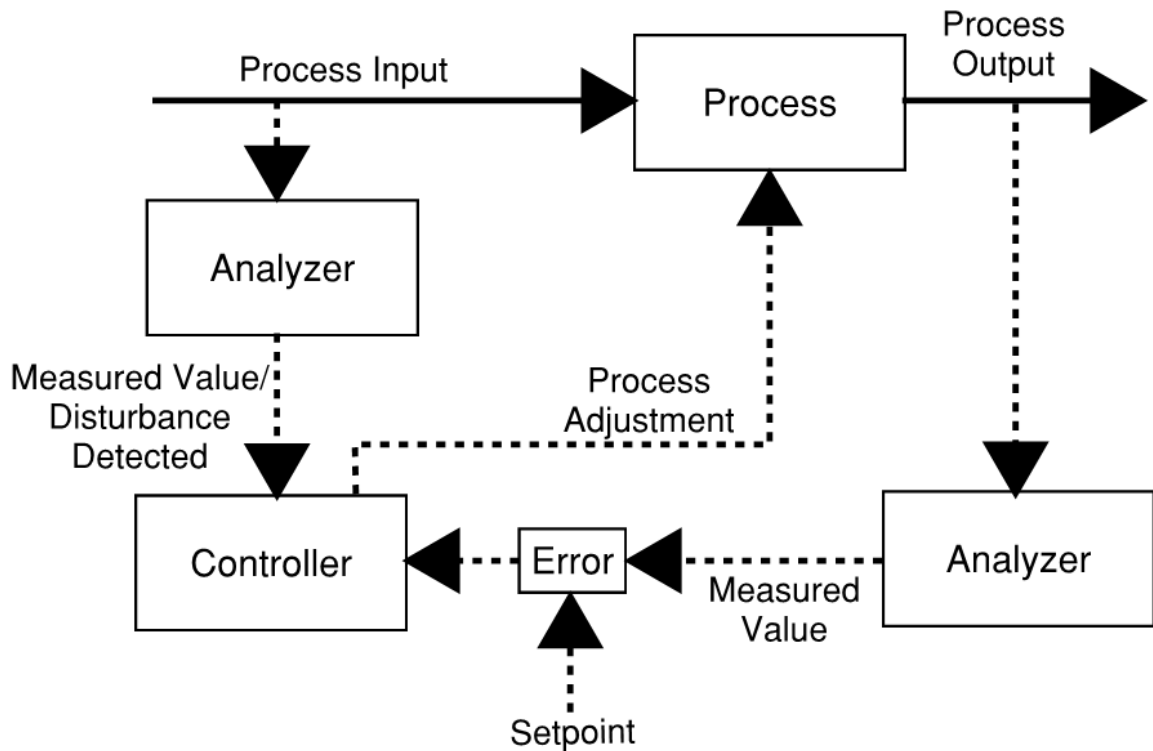 Process Input
Process
Process
Output
Analyzer
Measured Value/
Disturbance
Detected
Process
Adjustment
Controller
Error
Measured
Value
Analyzer
Setpoint